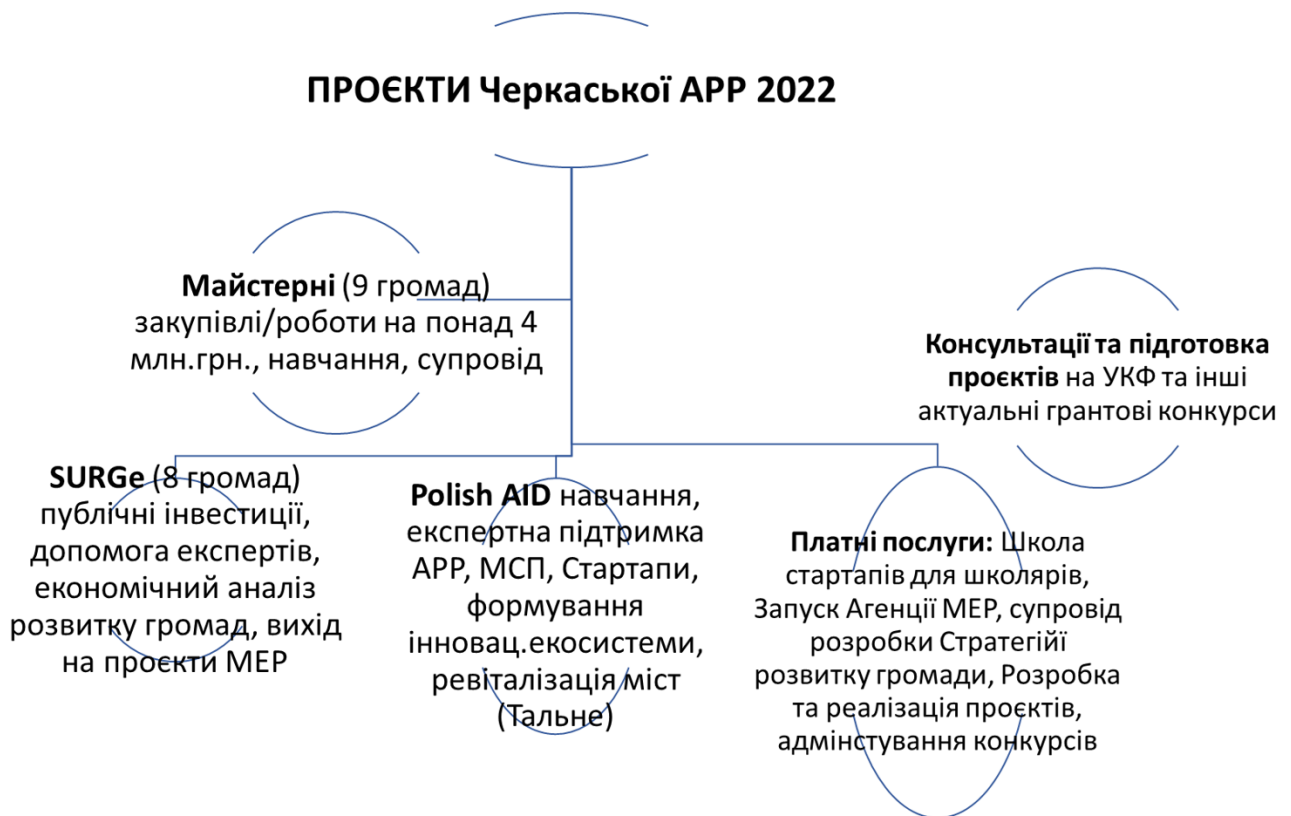 ПРОЄКТИ Черкаської АРР 2022
Майстерні (9 громад)
закупівлі/роботи на понад 4
млн.грн., навчання, супровід
Консультації та підготовка
проєктів на УКФ та інші
актуальні грантові конкурси
SURGe (8 громад)
публічні інвестиції,
допомога експертів,
економічний аналіз
розвитку громад, вихід
на проєкти МЕР
Polish AID навчання,
експертна підтримка
АРР, МСП, Стартапи,
формування
інновац.екосистеми,
ревіталізація міст
(Тальне)
Платні послуги: Школа
стартапів для школярів,
Запуск Агенції МЕР, супровід
розробки Стратегійї
розвитку громади, Розробка
та реалізація проєктів,
адмінстування конкурсів